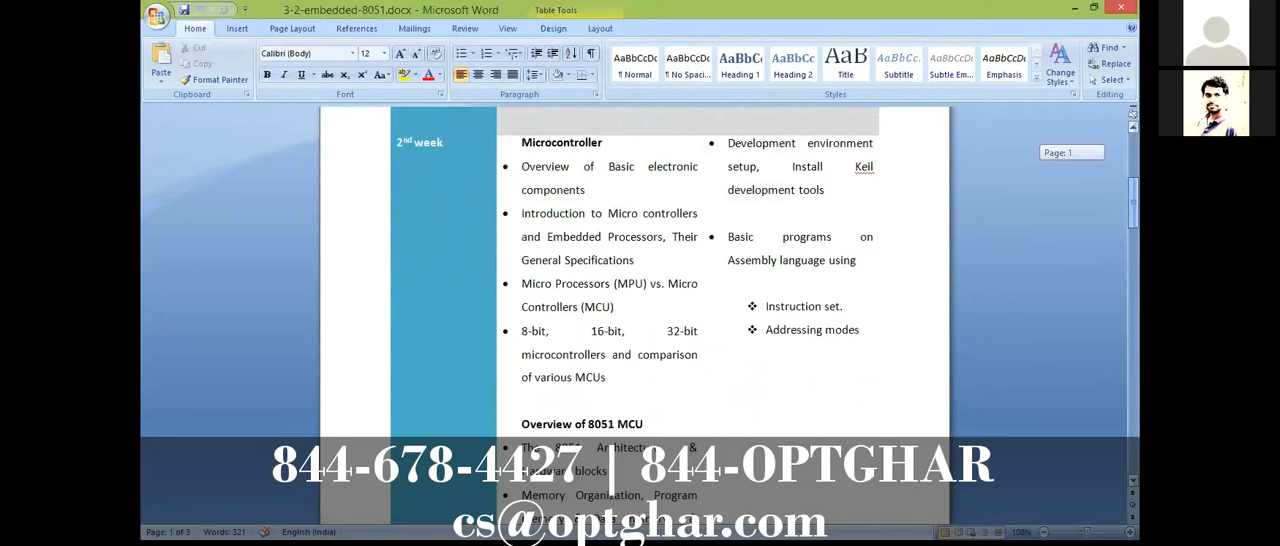 3-2-embedded-8051.docx - Microsoft Word
Table Tools
Home Insert Page Layout References Mailings Review View Design Layout
Paste
Cut
Copy
Format Painter
Clipboard
Calibri (Body) 12
Font
Paragraph
AaBbCcDc AaBbCcDc AaBbC AaBbCc AaB AaBbCc. AaBbCcDc AaBbCcDc
¶ Normal ¶ No Spaci... Heading 1 Heading 2 Title Subtitle Subtle Em... Emphasis
Change Styles
Styles
Find
Replace
Select
Editing
Page: 1
2nd week
Microcontroller
• Overview of Basic electronic
components
• Introduction to Micro controllers
and Embedded Processors, Their
General Specifications
• Micro Processors (MPU) vs. Micro
Controllers (MCU)
• 8-bit, 16-bit, 32-bit
microcontrollers and comparison
of various MCUs
Overview of 8051 MCU
• The 8051 &
blocks
• Memory Organization, Program
• Development environment
setup, Install Keil
development tools
• Basic programs on
Assembly language using
❖ Instruction set.
❖ Addressing modes
844-678-4427 | 844-OPTGHAR
cs@optghar.com
Page: 1 of 3 Words: 321 English (India) 108%